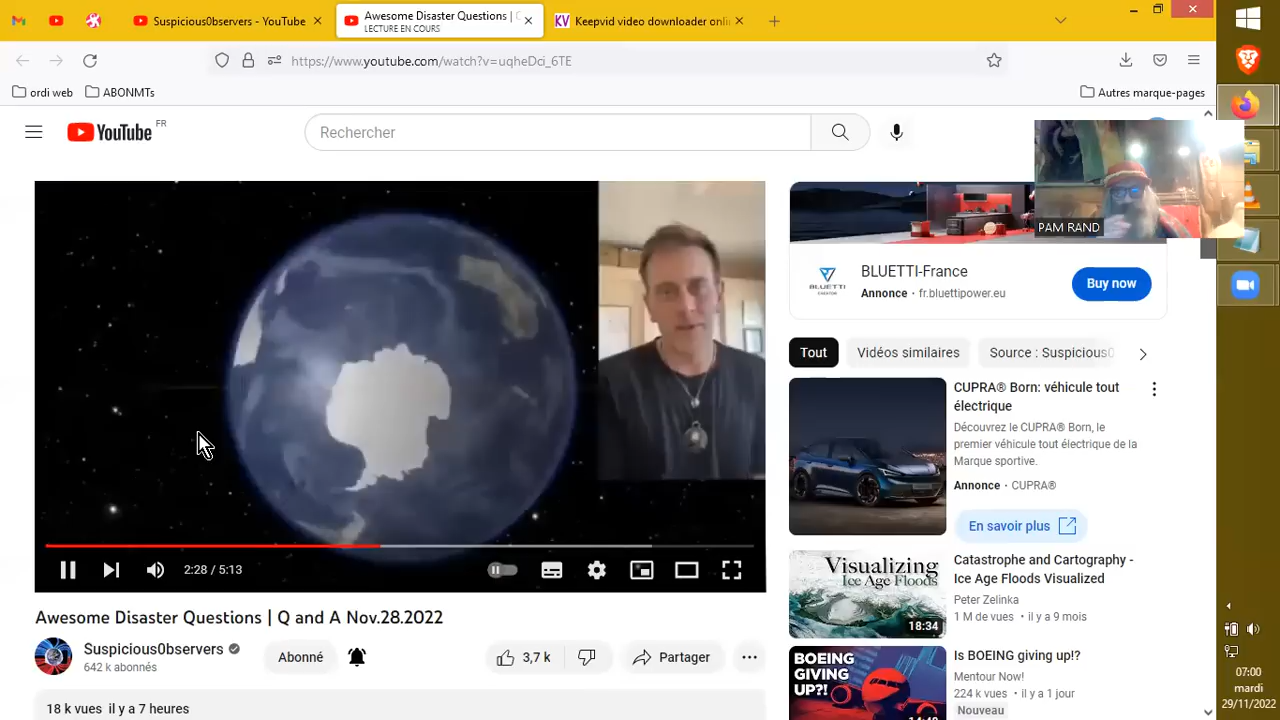 Suspicious0bservers - YouTube
Awesome Disaster Questions |
LECTURE EN COURS
Keepvid video downloader onli
https://www.youtube.com/watch?v=uqheDci_6TE
ordi web
ABONMTs
Autres marque-pages
YouTube FR
Rechercher
PAM RAND
BLUETTI
BLUETTI-France
Annonce · fr.bluettipower.eu
Buy now
Tout
Vidéos similaires
Source : Suspicious0
CUPRA® Born: véhicule tout
électrique
Découvrez le CUPRA® Born, le
premier véhicule tout électrique de la
Marque sportive.
Annonce · CUPRA®
En savoir plus
2:28 / 5:13
Visualizing
Ice Age Floods
18:34
Catastrophe and Cartography -
Ice Age Floods Visualized
Peter Zelinka
1 M de vues · il y a 9 mois
Awesome Disaster Questions | Q and A Nov.28.2022
Suspicious0bservers
642 k abonnés
Abonné
3,7 k
Partager
BOEING
GIVING
UP?!
Is BOEING giving up!?
Mentour Now!
224 k vues · il y a 1 jour
Nouveau
18 k vues il y a 7 heures
07:00
mardi
29/11/2022